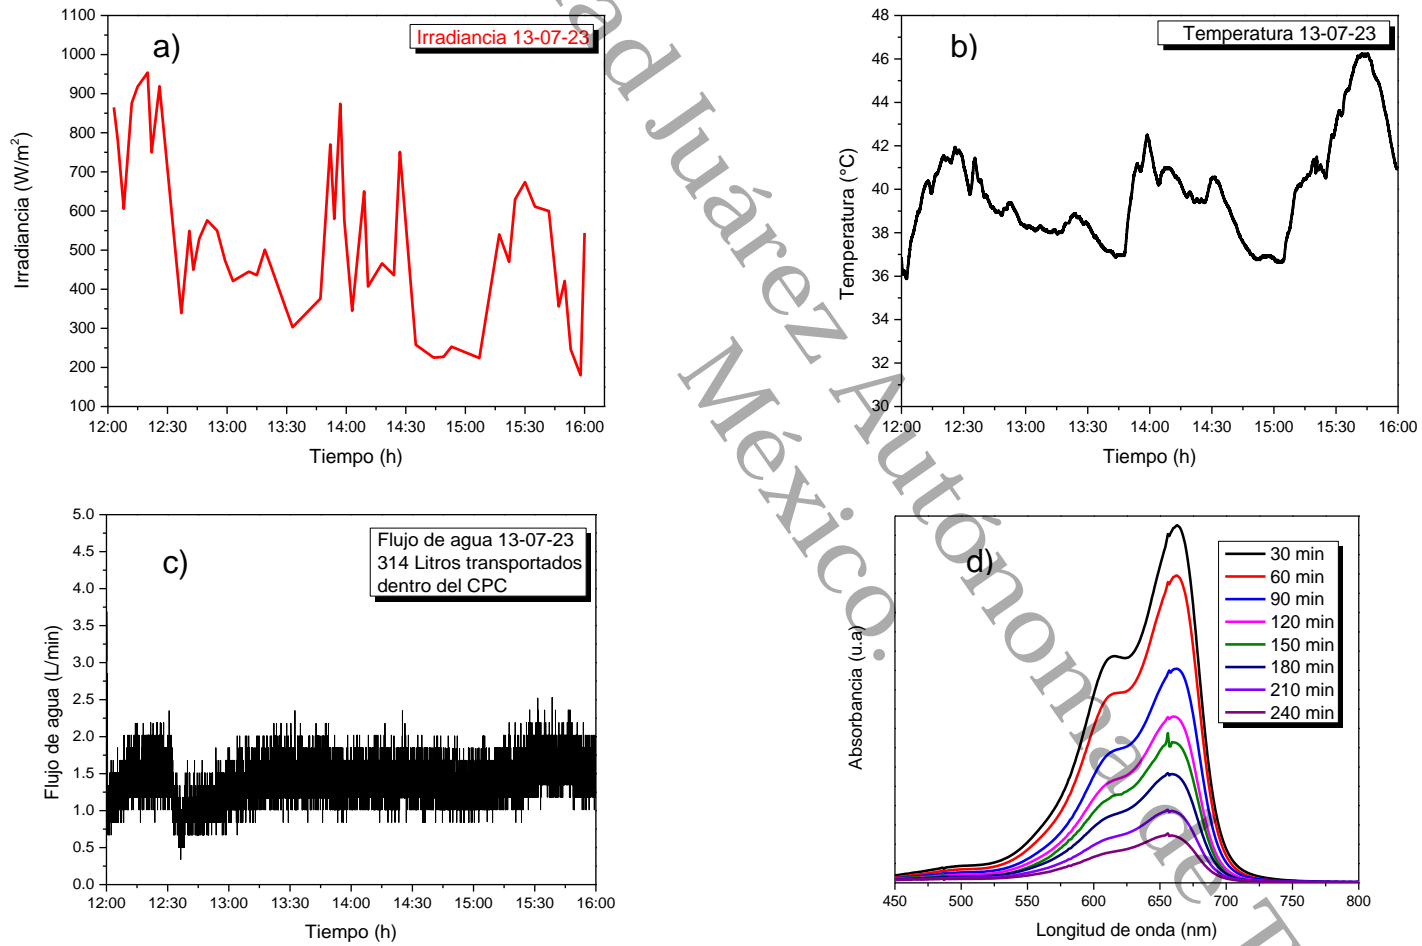 a)
Irradiancia 13-07-23
Irradiancia (W/m²)
1100
1000
900
800
700
600
500
400
300
200
100
12:00 12:30 13:00 13:30 14:00 14:30 15:00 15:30 16:00
Tiempo (h)
b)
Temperatura 13-07-23
Temperatura (°C)
48
46
44
42
40
38
36
34
32
30
12:00 12:30 13:00 13:30 14:00 14:30 15:00 15:30 16:00
Tiempo (h)
c)
Flujo de agua 13-07-23
314 Litros transportados
dentro del CPC
Flujo de agua (L/min)
5.0
4.5
4.0
3.5
3.0
2.5
2.0
1.5
1.0
0.5
0.0
12:00 12:30 13:00 13:30 14:00 14:30 15:00 15:30 16:00
Tiempo (h)
d)
30 min
60 min
90 min
120 min
150 min
180 min
210 min
240 min
Absorbancia (u.a)
450 500 550 600 650 700 750 800
Longitud de onda (nm)
ad Juárez Autónoma de T
México.